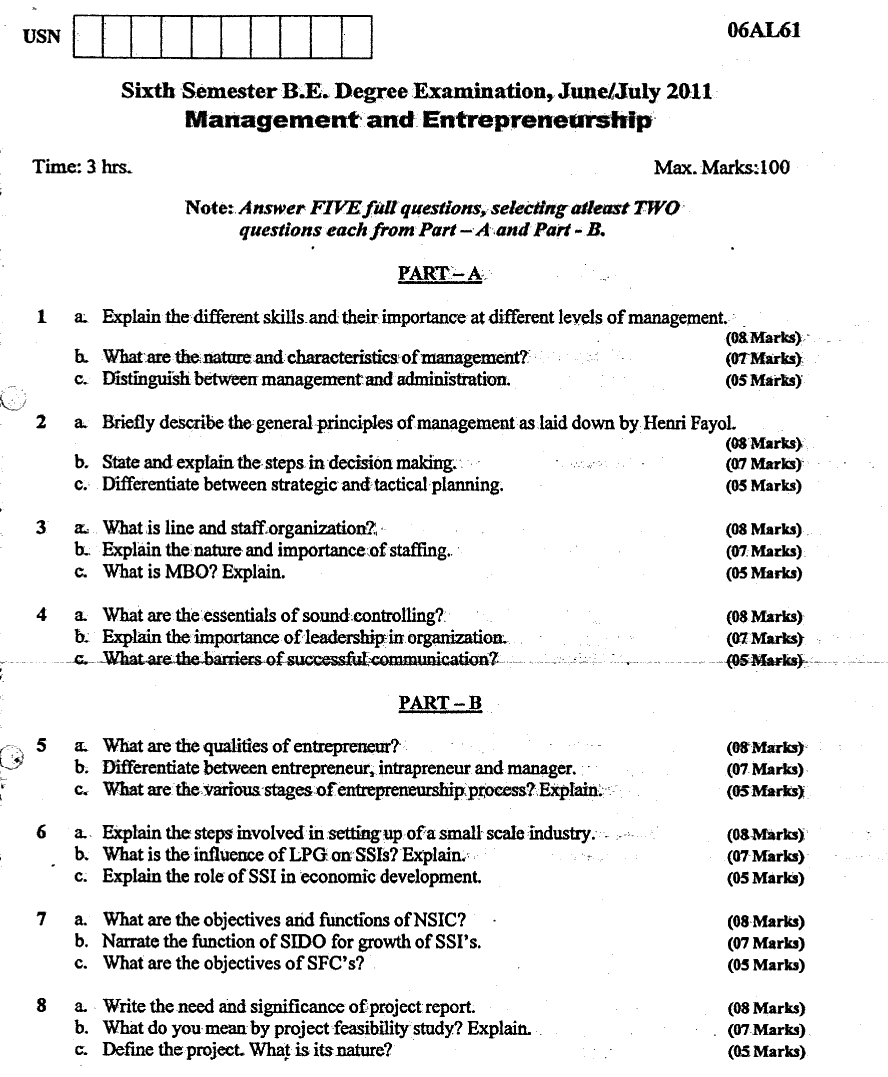 USN
06AL61
Sixth Semester B.E. Degree Examination, June/July 2011
Management and Entrepreneurship
Time: 3 hrs.
Max. Marks:100
Note: Answer FIVE full questions, selecting atleast TWO
questions each from Part – A and Part - B.
PART – A
1 a. Explain the different skills and their importance at different levels of management.
(08 Marks)
b. What are the nature and characteristics of management? (07 Marks)
c. Distinguish between management and administration. (05 Marks)
2 a. Briefly describe the general principles of management as laid down by Henri Fayol.
(08 Marks)
b. State and explain the steps in decision making. (07 Marks)
c. Differentiate between strategic and tactical planning. (05 Marks)
3 a. What is line and staff organization? (08 Marks)
b. Explain the nature and importance of staffing. (07 Marks)
c. What is MBO? Explain. (05 Marks)
4 a. What are the essentials of sound controlling? (08 Marks)
b. Explain the importance of leadership in organization. (07 Marks)
c. What are the barriers of successful communication? (05 Marks)
PART – B
5 a. What are the qualities of entrepreneur? (08 Marks)
b. Differentiate between entrepreneur, intrapreneur and manager. (07 Marks)
c. What are the various stages of entrepreneurship process? Explain. (05 Marks)
6 a. Explain the steps involved in setting up of a small scale industry. (08 Marks)
b. What is the influence of LPG on SSIs? Explain. (07 Marks)
c. Explain the role of SSI in economic development. (05 Marks)
7 a. What are the objectives and functions of NSIC? (08 Marks)
b. Narrate the function of SIDO for growth of SSI's. (07 Marks)
c. What are the objectives of SFC's? (05 Marks)
8 a. Write the need and significance of project report. (08 Marks)
b. What do you mean by project feasibility study? Explain. (07 Marks)
c. Define the project. What is its nature? (05 Marks)